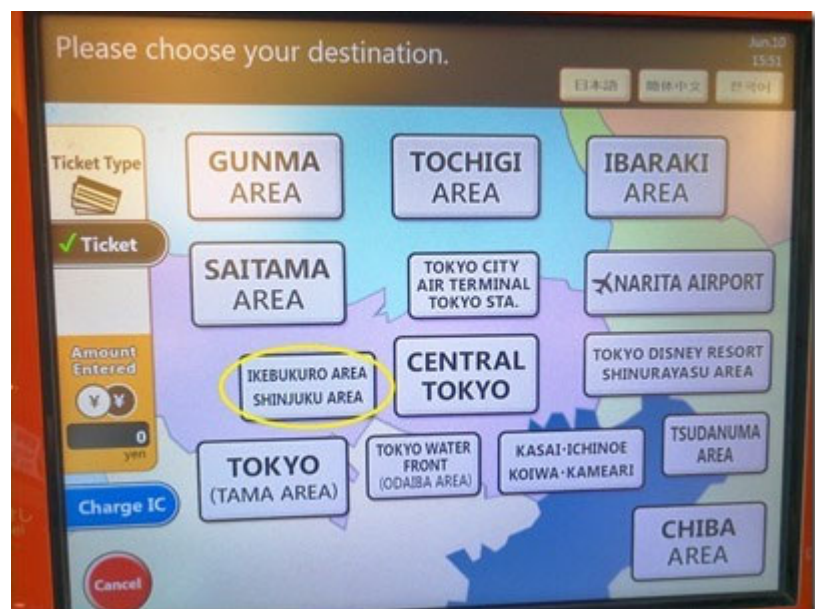 Please choose your destination.
Jun.10
15:51
日本語
簡体中文
한국어
Ticket Type
GUNMA
AREA
TOCHIGI
AREA
IBARAKI
AREA
✓Ticket
SAITAMA
AREA
TOKYO CITY
AIR TERMINAL
TOKYO STA.
NARITA AIRPORT
Amount
Entered
¥ ¥
0
yen
IKEBUKURO AREA
SHINJUKU AREA
CENTRAL
TOKYO
TOKYO DISNEY RESORT
SHINURAYASU AREA
TOKYO
(TAMA AREA)
TOKYO WATER
FRONT
(ODAIBA AREA)
KASAI·ICHINOE
KOIWA·KAMEARI
TSUDANUMA
AREA
Charge IC
CHIBA
AREA
Cancel